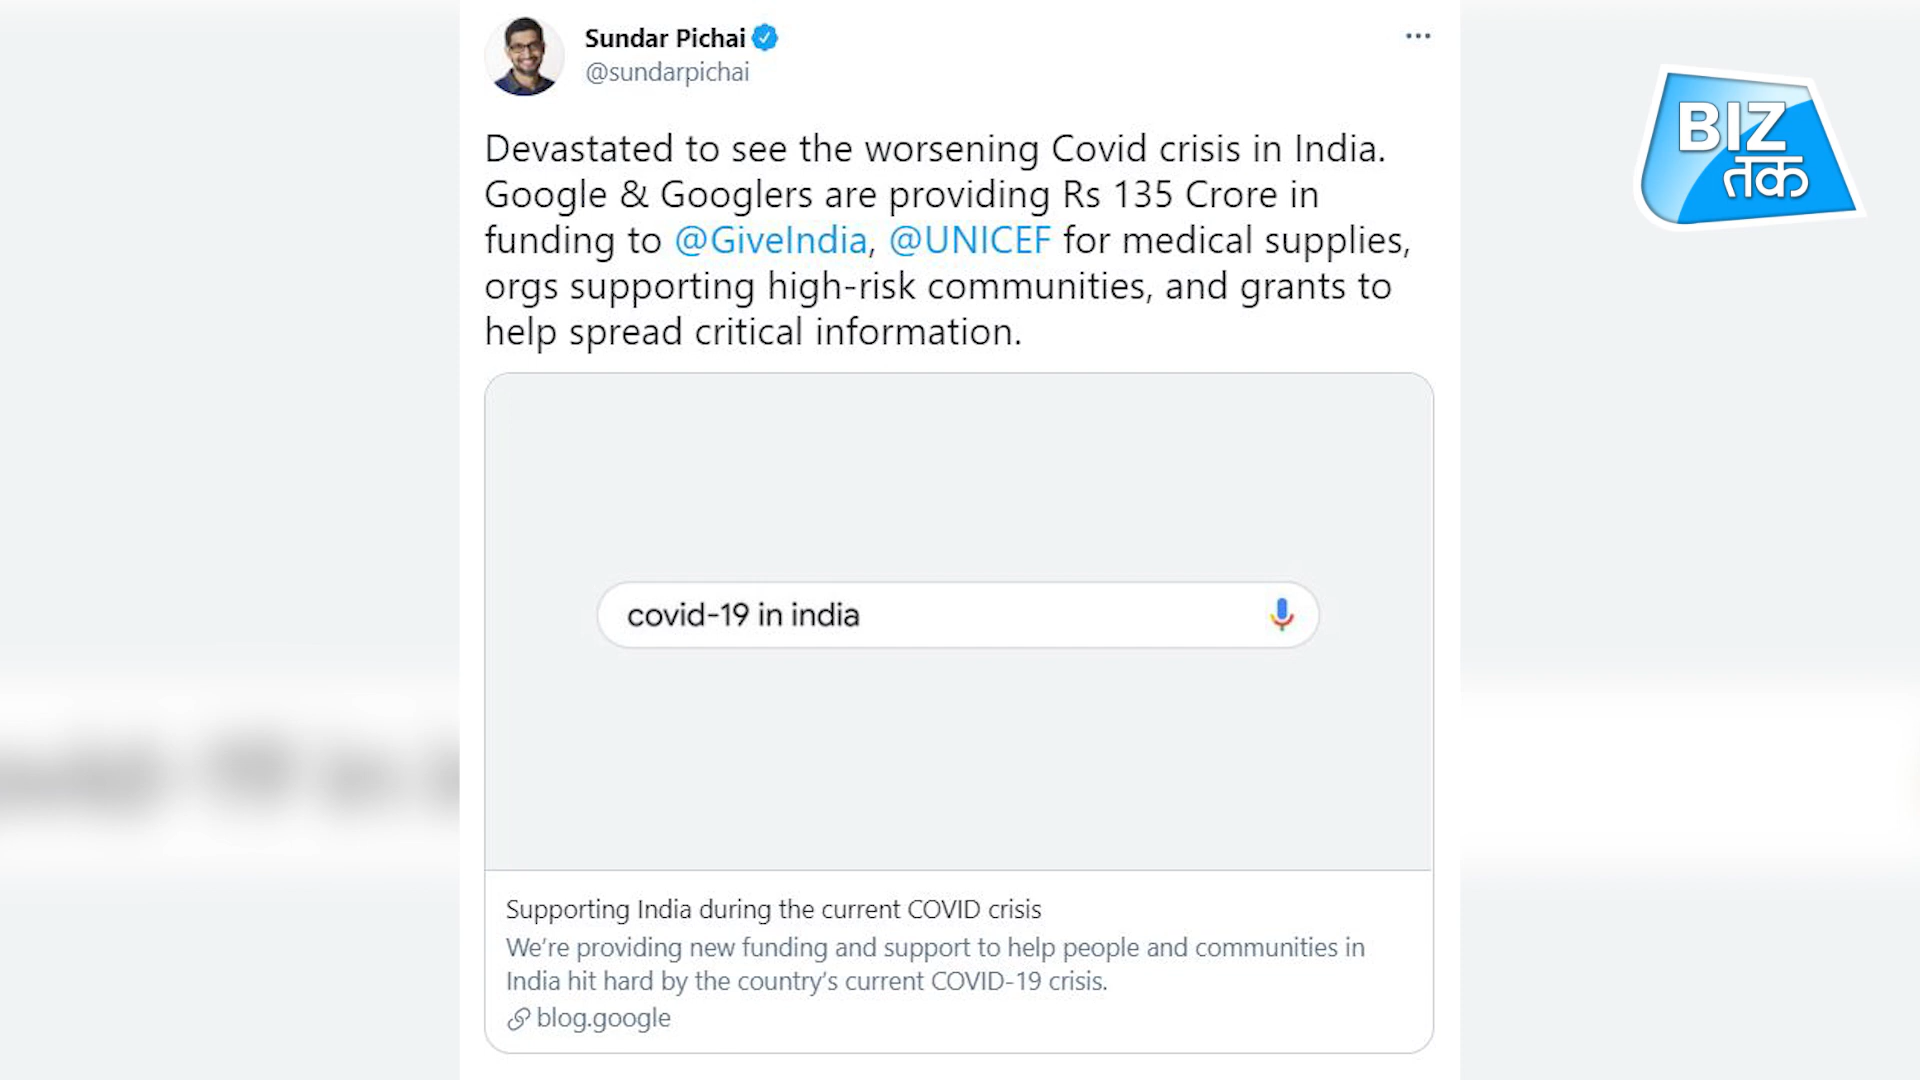 Sundar Pichai
@sundarpichai
Devastated to see the worsening Covid crisis in India.
Google & Googlers are providing Rs 135 Crore in
funding to @GiveIndia, @UNICEF for medical supplies,
orgs supporting high-risk communities, and grants to
help spread critical information.
covid-19 in india
Supporting India during the current COVID crisis
We’re providing new funding and support to help people and communities in
India hit hard by the country’s current COVID-19 crisis.
blog.google
BIZ
तक